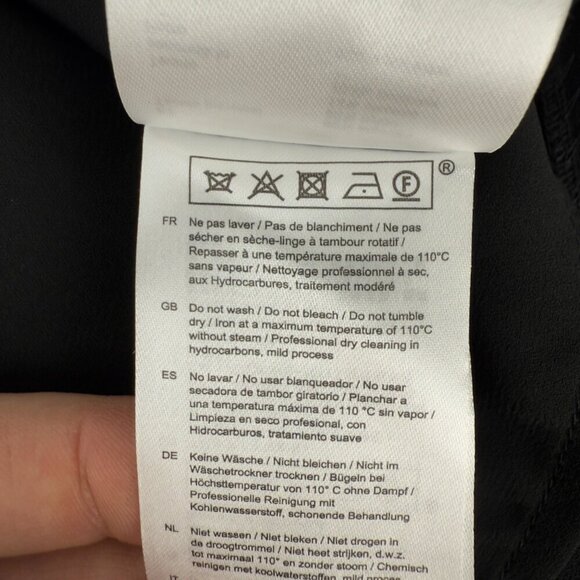 ®
F
FR Ne pas laver / Pas de blanchiment / Ne pas
sécher en sèche-linge à tambour rotatif /
Repasser à une température maximale de 110°C
sans vapeur / Nettoyage professionnel à sec,
aux Hydrocarbures, traitement modéré
GB Do not wash / Do not bleach / Do not tumble
dry / Iron at a maximum temperature of 110°C
without steam / Professional dry cleaning in
hydrocarbons, mild process
ES No lavar / No usar blanqueador / No usar
secadora de tambor giratorio / Planchar a
una temperatura máxima de 110 °C sin vapor /
Limpieza en seco profesional, con
Hidrocarburos, tratamiento suave
DE Keine Wäsche / Nicht bleichen / Nicht im
Wäschetrockner trocknen / Bügeln bei
Höchsttemperatur von 110° C ohne Dampf /
Professionelle Reinigung mit
Kohlenwasserstoff, schonende Behandlung
NL Niet wassen / Niet bleken / Niet drogen in
de droogtrommel / Niet heet strijken, d.w.z.
tot maximaal 110° en zonder stoom / Chemisch
reinigen met koolwaterstoffen, mild proces
IT